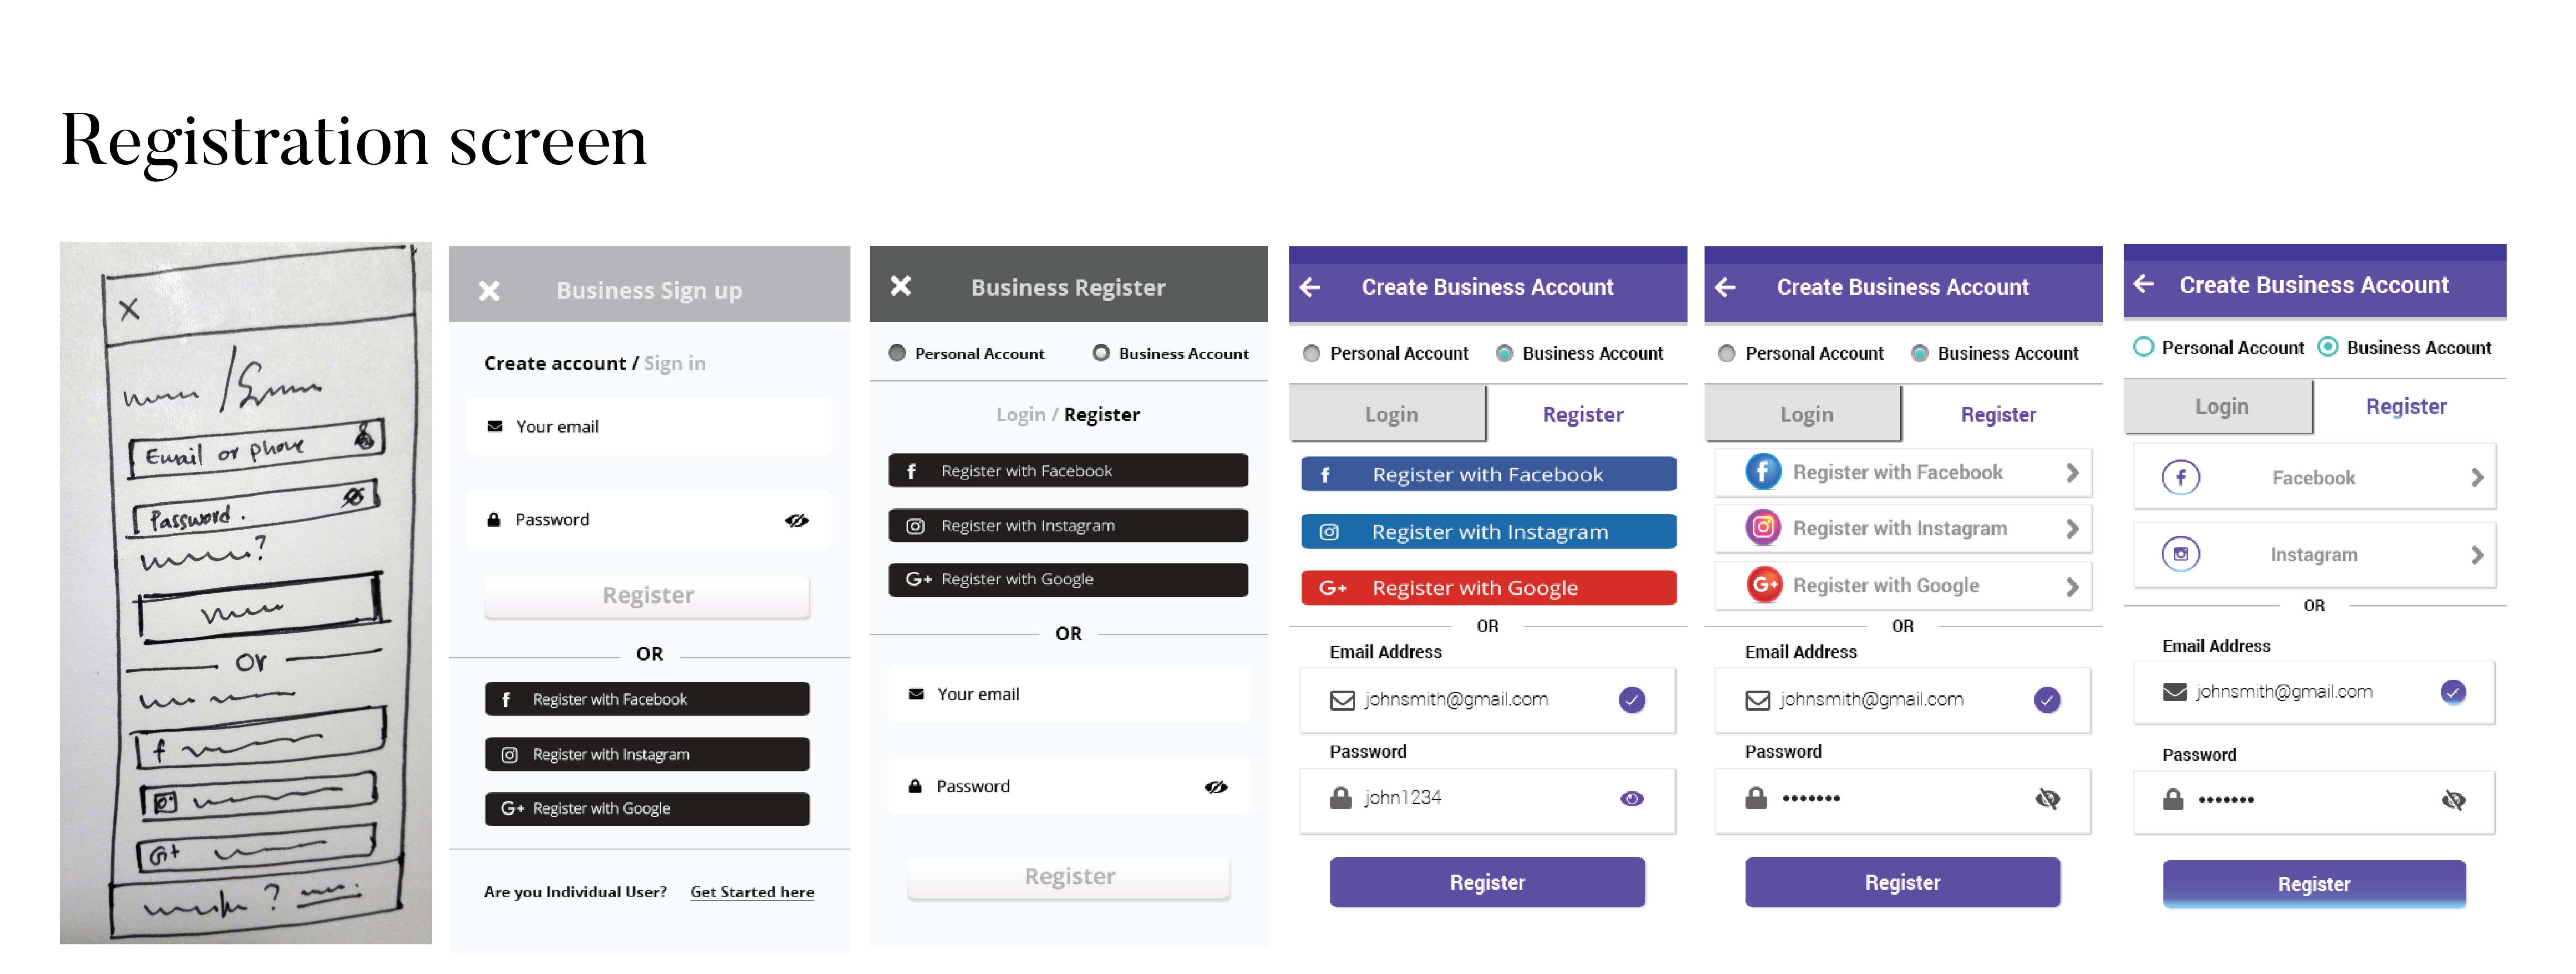 Registration screen
X
Email or phone
Password.
?
or
f
G+
?
Business Sign up
Create account / Sign in
Your email
Password
Register
OR
f Register with Facebook
Register with Instagram
G+ Register with Google
Are you Individual User? Get Started here
Business Register
Personal Account Business Account
Login / Register
f Register with Facebook
Register with Instagram
G+ Register with Google
OR
Your email
Password
Register
Create Business Account
Personal Account Business Account
Login Register
f Register with Facebook
Register with Instagram
G+ Register with Google
OR
Email Address
johnsmith@gmail.com
Password
john1234
Register
Create Business Account
Personal Account Business Account
Login Register
f Register with Facebook
Register with Instagram
G+ Register with Google
OR
Email Address
johnsmith@gmail.com
Password
•••••••
Register
Create Business Account
Personal Account Business Account
Login Register
f Facebook
Instagram
OR
Email Address
johnsmith@gmail.com
Password
•••••••
Register